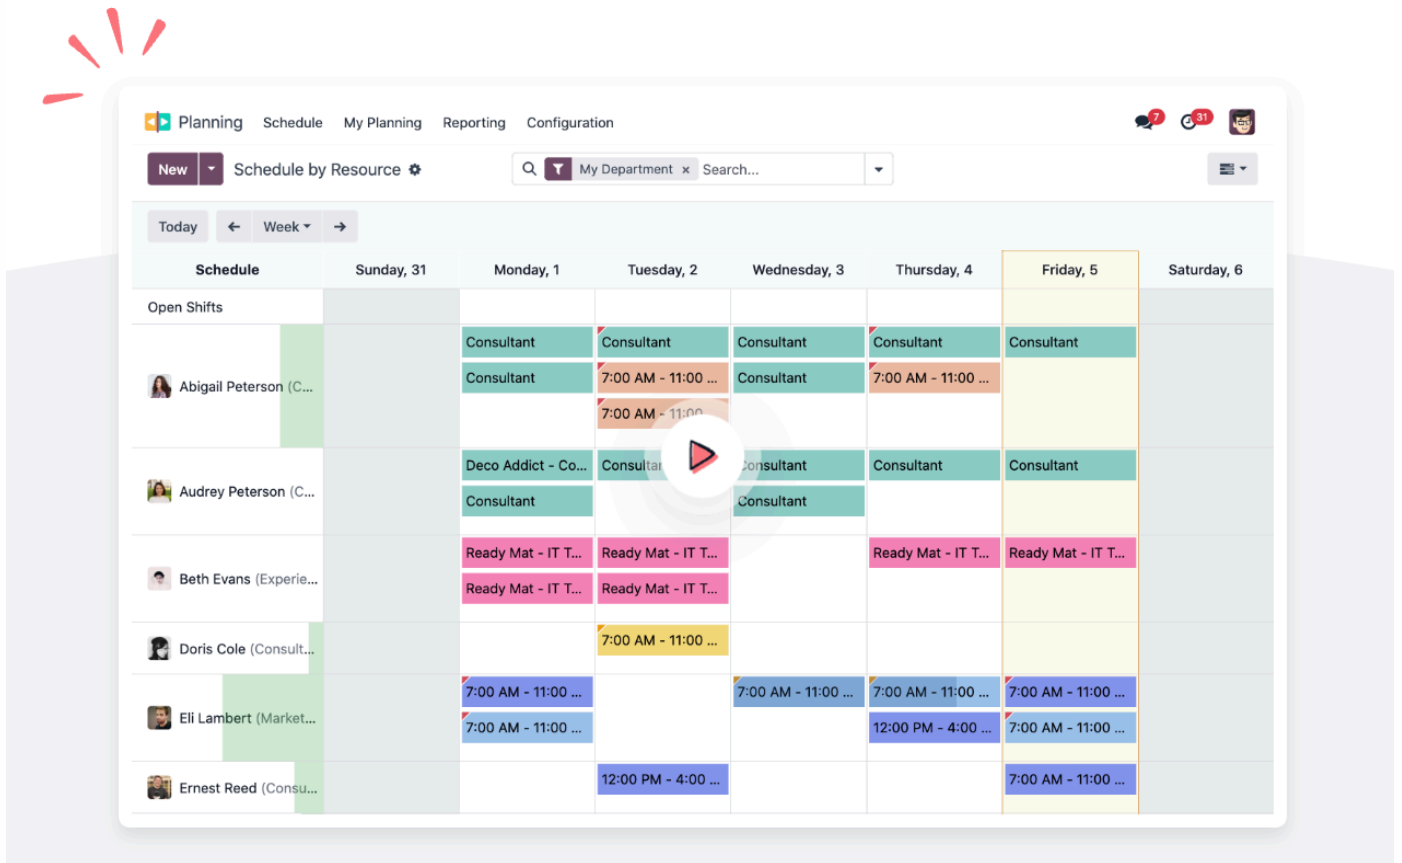 Planning Schedule My Planning Reporting Configuration 7 31
New Schedule by Resource My Department × Search...
Today Week
Schedule Sunday, 31 Monday, 1 Tuesday, 2 Wednesday, 3 Thursday, 4 Friday, 5 Saturday, 6
Open Shifts
Consultant Consultant Consultant Consultant Consultant
Abigail Peterson (C...
Consultant 7:00 AM - 11:00 ... Consultant 7:00 AM - 11:00 ...
7:00 AM - 11:00
Deco Addict - Co... Consulta Consultant Consultant Consultant
Audrey Peterson (C...
Consultant Consultant
Ready Mat - IT T... Ready Mat - IT T... Ready Mat - IT T... Ready Mat - IT T...
Beth Evans (Experie...
Ready Mat - IT T... Ready Mat - IT T...
Doris Cole (Consult... 7:00 AM - 11:00 ...
7:00 AM - 11:00 ... 7:00 AM - 11:00 ... 7:00 AM - 11:00 ... 7:00 AM - 11:00 ...
Eli Lambert (Market...
7:00 AM - 11:00 ... 12:00 PM - 4:00 ... 7:00 AM - 11:00 ...
Ernest Reed (Consu... 12:00 PM - 4:00 ... 7:00 AM - 11:00 ...